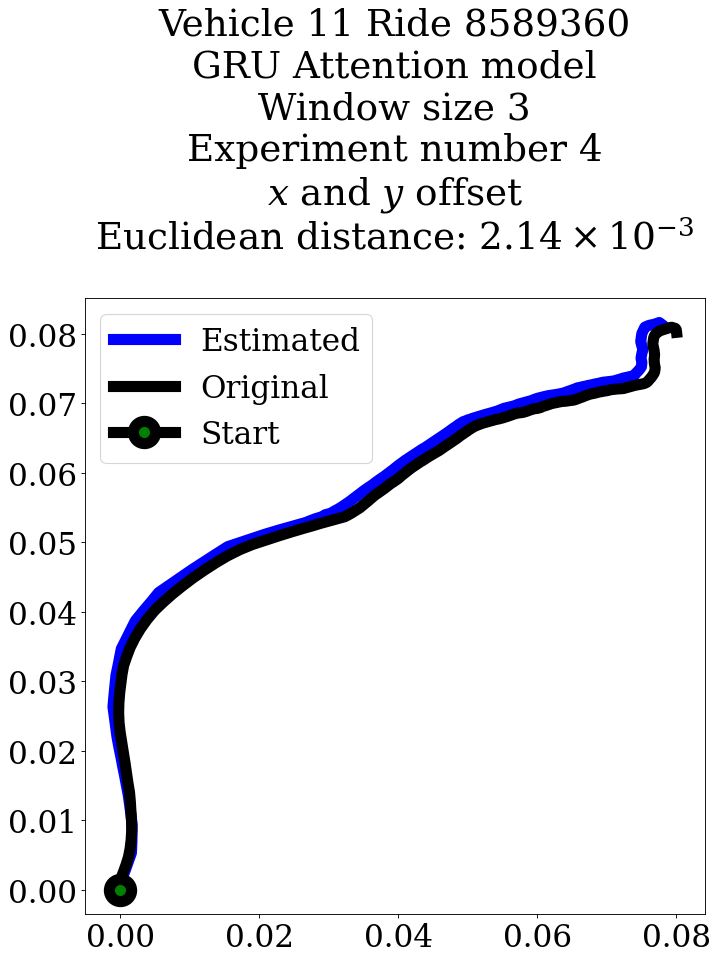 Vehicle 11 Ride 8589360
GRU Attention model
Window size 3
Experiment number 4
x and y offset
Euclidean distance: 2.14 × 10⁻³
Estimated
Original
Start
0.08
0.07
0.06
0.05
0.04
0.03
0.02
0.01
0.00
0.00 0.02 0.04 0.06 0.08